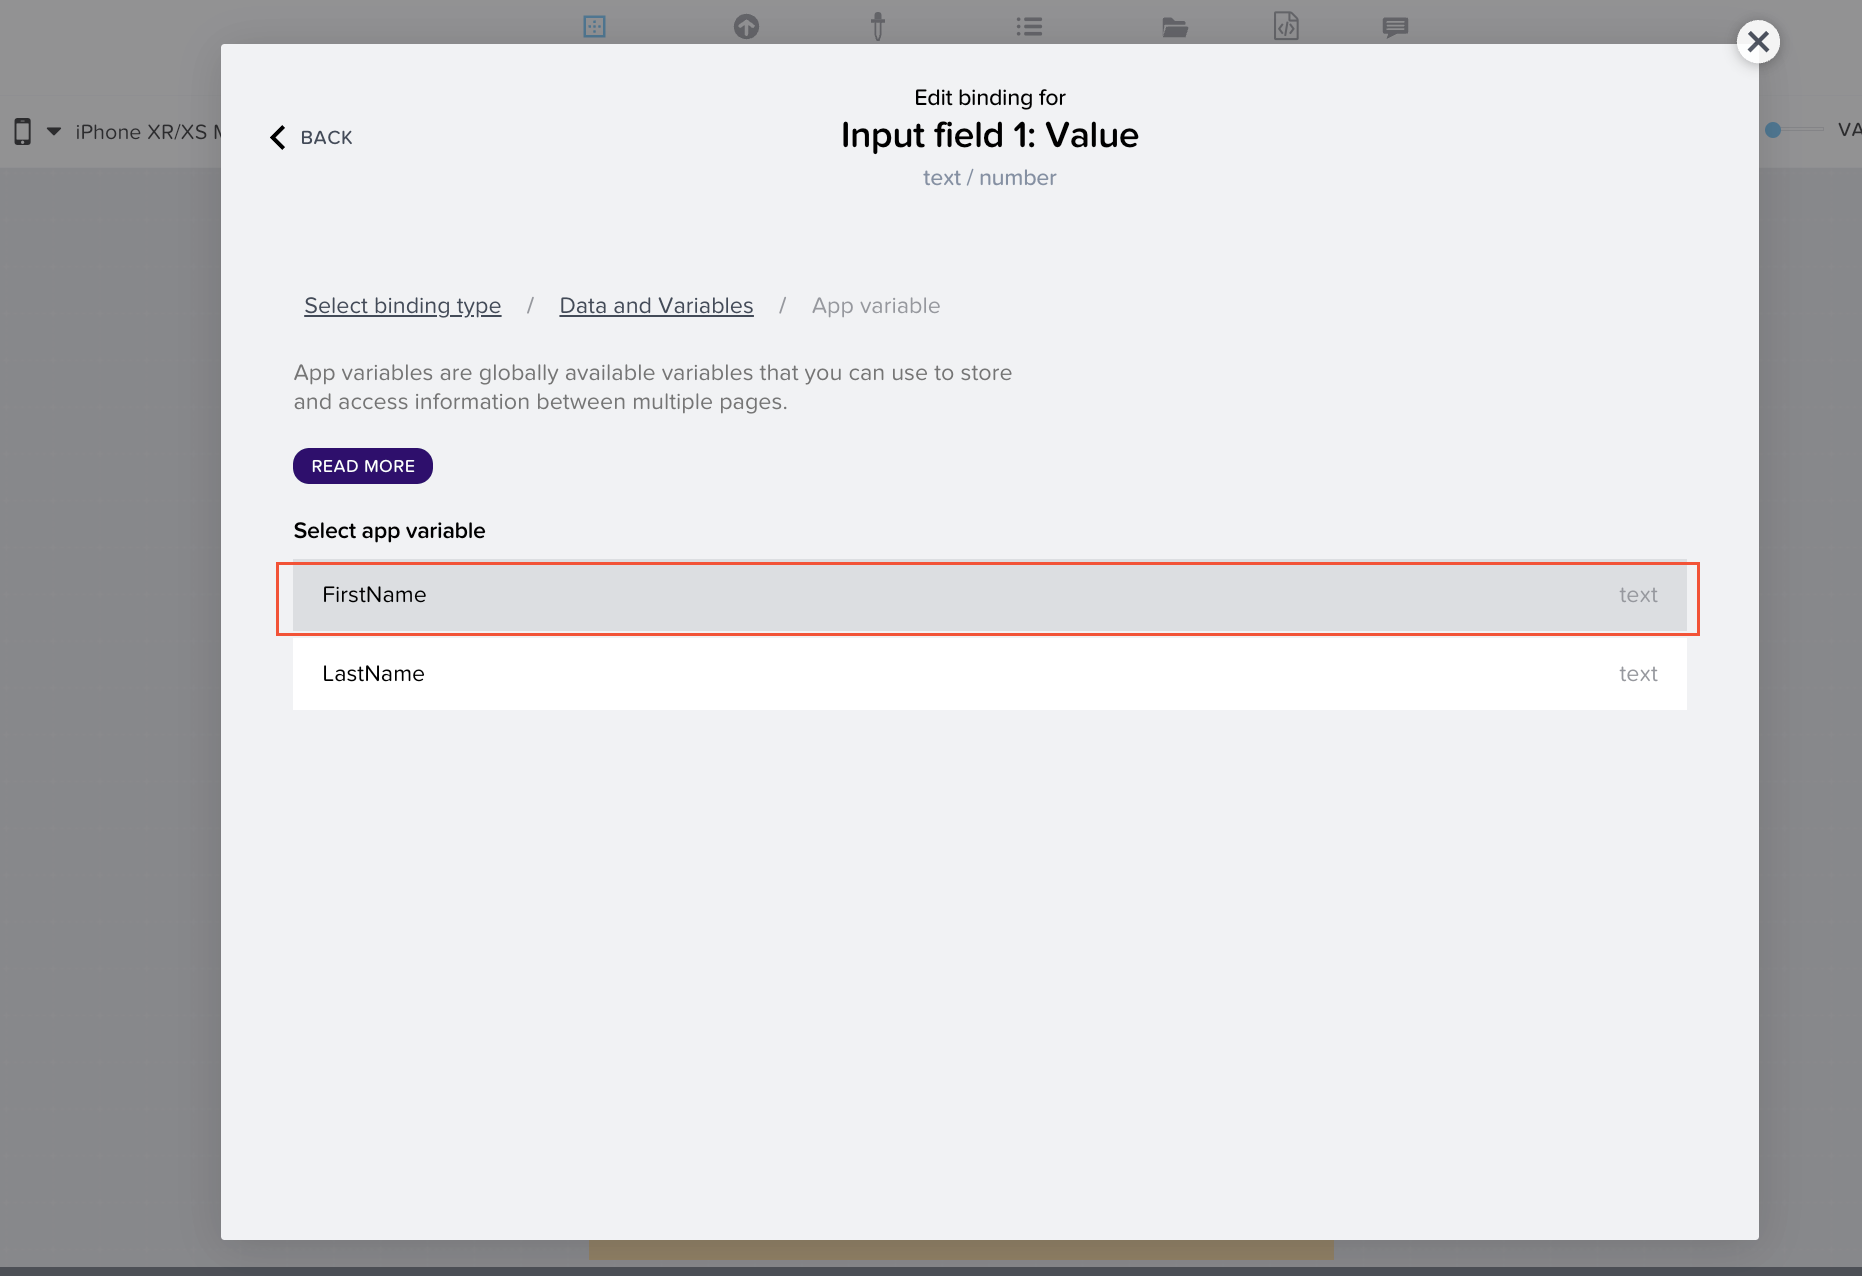 iPhone XR/XS
VA
Edit binding for
Input field 1: Value
text / number
BACK
Select binding type / Data and Variables / App variable
App variables are globally available variables that you can use to store
and access information between multiple pages.
READ MORE
Select app variable
FirstName text
LastName text